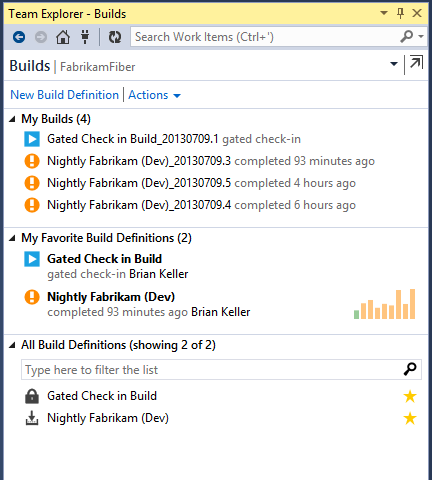 Team Explorer - Builds
Search Work Items (Ctrl+')
Builds | FabrikamFiber
New Build Definition | Actions
My Builds (4)
Gated Check in Build_20130709.1 gated check-in
Nightly Fabrikam (Dev)_20130709.3 completed 93 minutes ago
Nightly Fabrikam (Dev)_20130709.5 completed 4 hours ago
Nightly Fabrikam (Dev)_20130709.4 completed 6 hours ago
My Favorite Build Definitions (2)
Gated Check in Build
gated check-in Brian Keller
Nightly Fabrikam (Dev)
completed 93 minutes ago Brian Keller
All Build Definitions (showing 2 of 2)
Type here to filter the list
Gated Check in Build
Nightly Fabrikam (Dev)